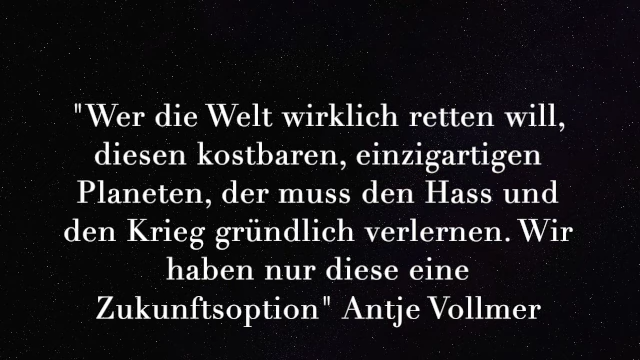 "Wer die Welt wirklich retten will,
diesen kostbaren, einzigartigen
Planeten, der muss den Hass und
den Krieg gründlich verlernen. Wir
haben nur diese eine
Zukunftsoption" Antje Vollmer